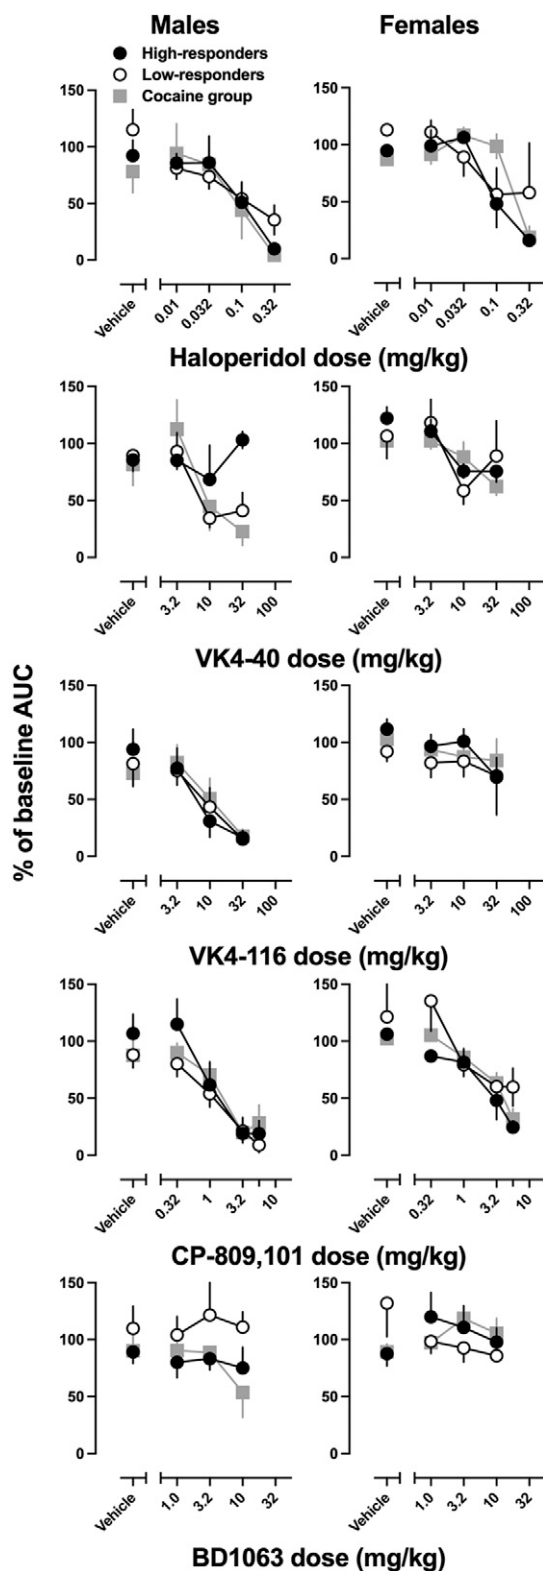 Males Females
High-responders
Low-responders
Cocaine group
150 150
100 100
50 50
0 0
Vehicle 0.01 0.032 0.1 0.32 Vehicle 0.01 0.032 0.1 0.32
Haloperidol dose (mg/kg)
150 150
100 100
50 50
0 0
Vehicle 3.2 10 32 100 Vehicle 3.2 10 32 100
VK4-40 dose (mg/kg)
% of baseline AUC
150 150
100 100
50 50
0 0
Vehicle 3.2 10 32 100 Vehicle 3.2 10 32 100
VK4-116 dose (mg/kg)
150 150
100 100
50 50
0 0
Vehicle 0.32 1 3.2 10 Vehicle 0.32 1 3.2 10
CP-809,101 dose (mg/kg)
150 150
100 100
50 50
0 0
Vehicle 1.0 3.2 10 32 Vehicle 1.0 3.2 10 32
BD1063 dose (mg/kg)